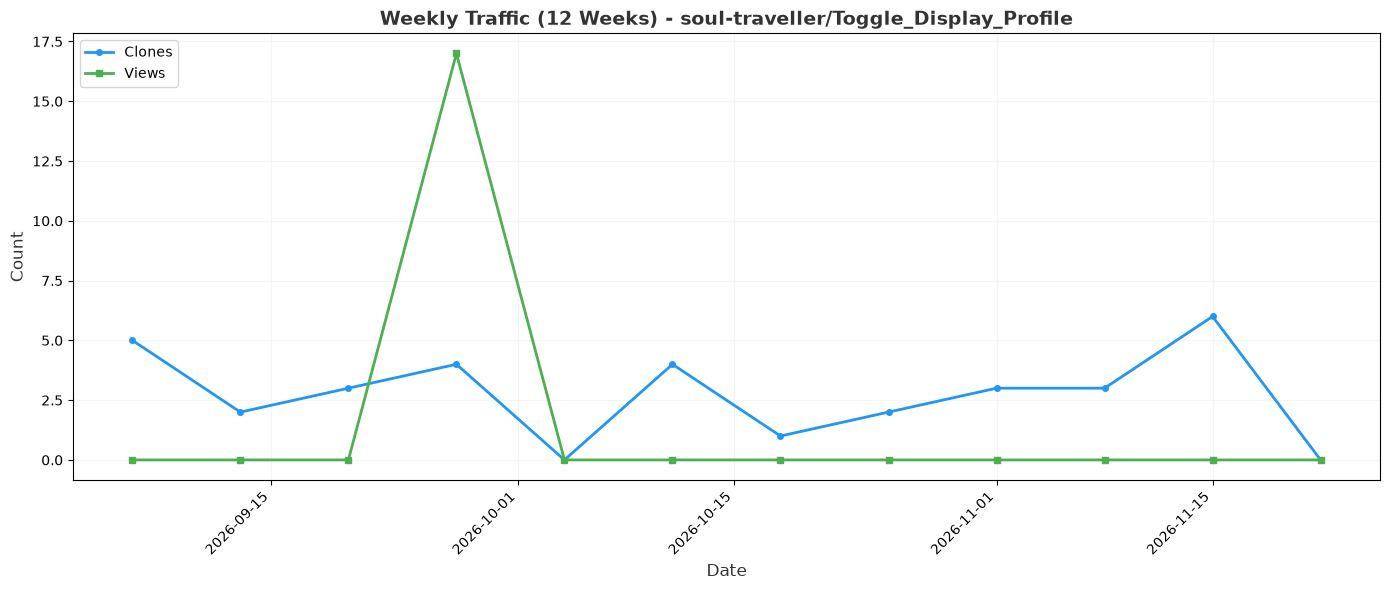 Weekly Traffic (12 Weeks) - soul-traveller/Toggle_Display_Profile
Clones
Views
17.5
15.0
12.5
10.0
7.5
5.0
2.5
0.0
Count
2026-09-15
2026-10-01
2026-10-15
2026-11-01
2026-11-15
Date